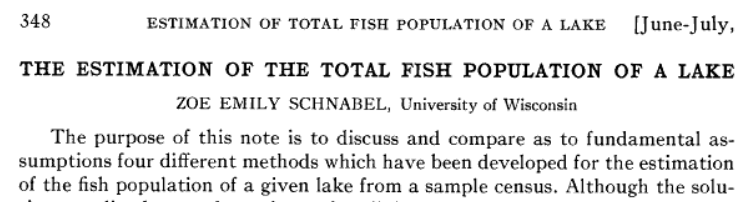 348 ESTIMATION OF TOTAL FISH POPULATION OF A LAKE [June-July,
THE ESTIMATION OF THE TOTAL FISH POPULATION OF A LAKE
ZOE EMILY SCHNABEL, University of Wisconsin
The purpose of this note is to discuss and compare as to fundamental as-
sumptions four different methods which have been developed for the estimation
of the fish population of a given lake from a sample census. Although the solu-